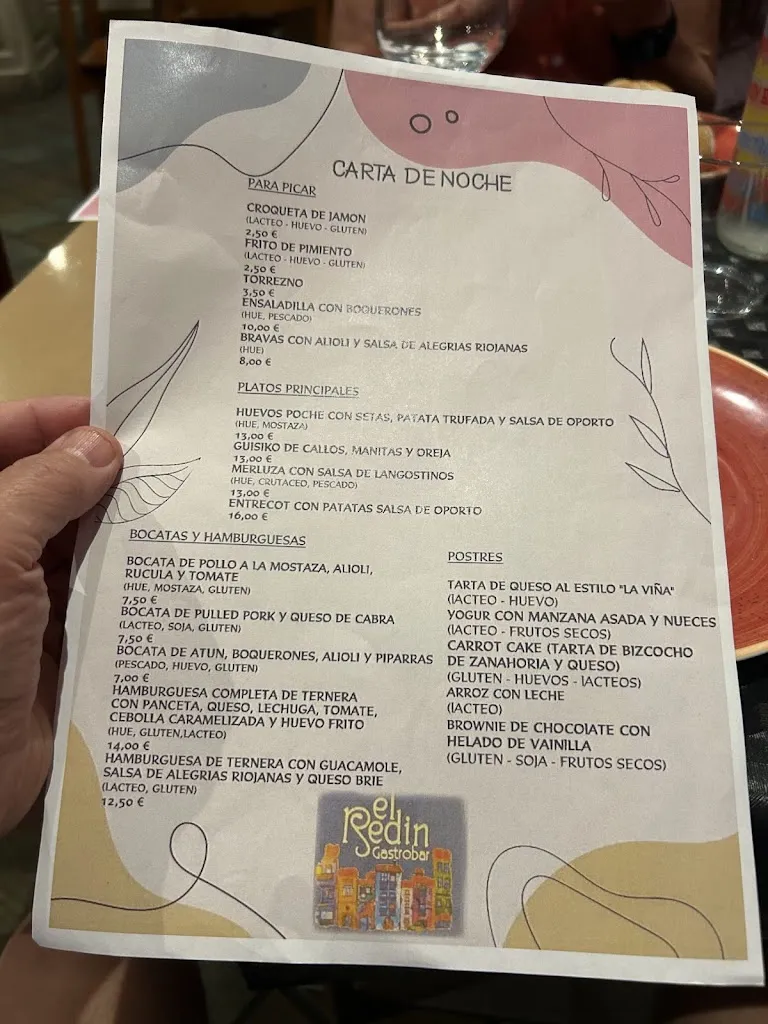 CARTA DE NOCHE
PARA PICAR
CROQUETA DE JAMON
(LACTEO - HUEVO - GLUTEN)
2,50 €
FRITO DE PIMIENTO
(LACTEO - HUEVO - GLUTEN)
2,50 €
TORREZNO
3,50 €
ENSALADILLA CON BOQUERONES
(HUE, PESCADO)
10,00 €
BRAVAS CON ALIOLI Y SALSA DE ALEGRIAS RIOJANAS
(HUE)
8,00 €
PLATOS PRINCIPALES
HUEVOS POCHE CON SETAS, PATATA TRUFADA Y SALSA DE OPORTO
(HUE, MOSTAZA)
13,00 €
GUISIKO DE CALLOS, MANITAS Y OREJA
13,00 €
MERLUZA CON SALSA DE LANGOSTINOS
(HUE, CRUTACEO, PESCADO)
13,00 €
ENTRECOT CON PATATAS SALSA DE OPORTO
16,00 €
BOCATAS Y HAMBURGUESAS
BOCATA DE POLLO A LA MOSTAZA, ALIOLI,
RUCULA Y TOMATE
(HUE, MOSTAZA, GLUTEN)
7,50 €
BOCATA DE PULLED PORK Y QUESO DE CABRA
(LACTEO, SOJA, GLUTEN)
7,50 €
BOCATA DE ATUN, BOQUERONES, ALIOLI Y PIPARRAS
(PESCADO, HUEVO, GLUTEN)
7,00 €
HAMBURGUESA COMPLETA DE TERNERA
CON PANCETA, QUESO, LECHUGA, TOMATE,
CEBOLLA CARAMELIZADA Y HUEVO FRITO
(HUE, GLUTEN,LACTEO)
14,00 €
HAMBURGUESA DE TERNERA CON GUACAMOLE,
SALSA DE ALEGRIAS RIOJANAS Y QUESO BRIE
(LACTEO, GLUTEN)
12,50 €
POSTRES
TARTA DE QUESO AL ESTILO "LA VIÑA"
(LACTEO - HUEVO)
YOGUR CON MANZANA ASADA Y NUECES
(LACTEO - FRUTOS SECOS)
CARROT CAKE (TARTA DE BIZCOCHO
DE ZANAHORIA Y QUESO)
(GLUTEN - HUEVOS - LACTEOS)
ARROZ CON LECHE
(LACTEO)
BROWNIE DE CHOCOLATE CON
HELADO DE VAINILLA
(GLUTEN - SOJA - FRUTOS SECOS)
el
Redin
Gastrobar